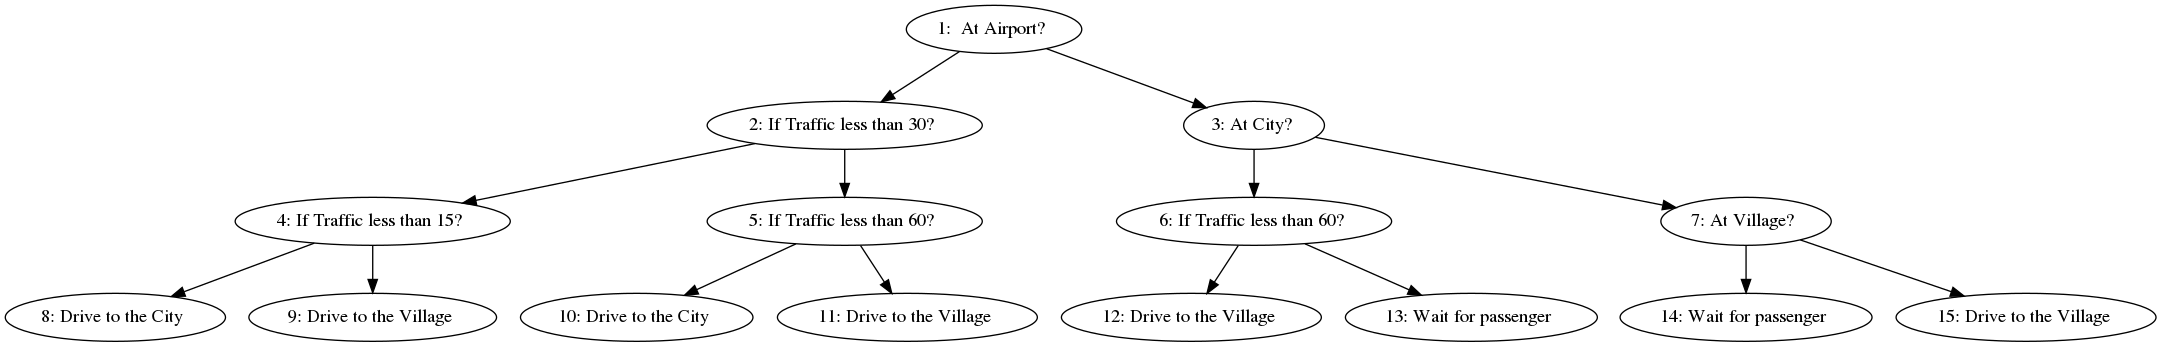 1:  At Airport?
2: If Traffic less than 30?
3: At City?
4: If Traffic less than 15?
5: If Traffic less than 60?
6: If Traffic less than 60?
7: At Village?
8: Drive to the City
9: Drive to the Village
10: Drive to the City
11: Drive to the Village
12: Drive to the Village
13: Wait for passenger
14: Wait for passenger
15: Drive to the Village